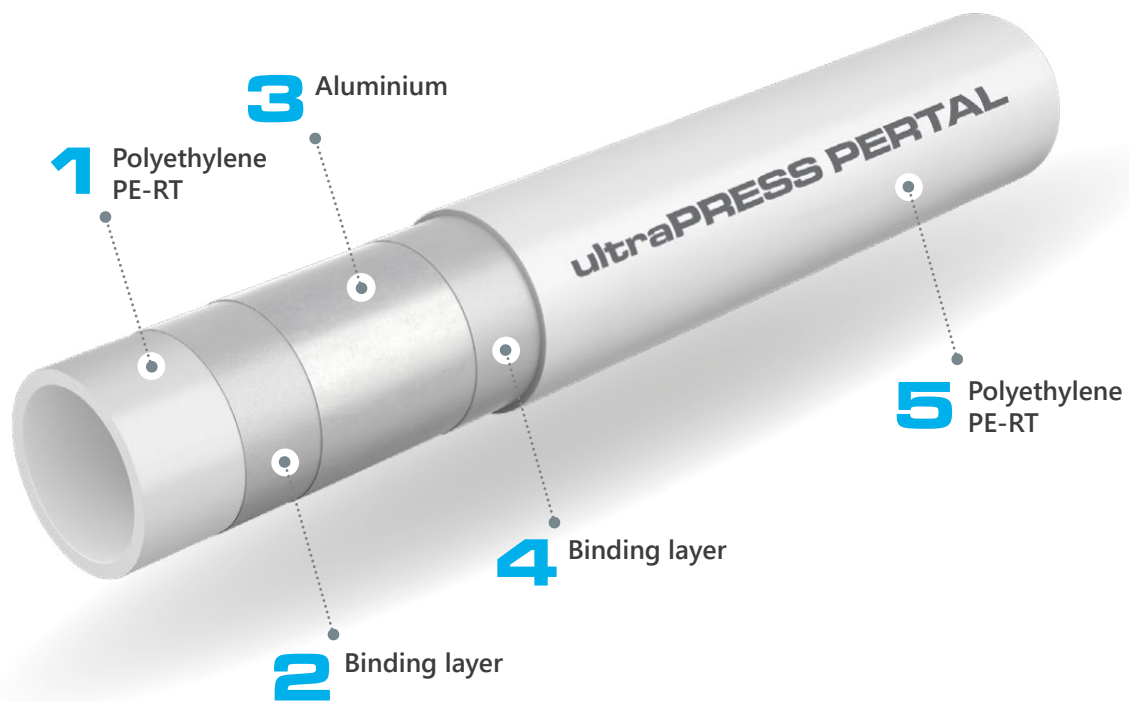 3 Aluminium
1 Polyethylene
PE-RT
ultraPRESS PERTAL
5 Polyethylene
PE-RT
4 Binding layer
2 Binding layer